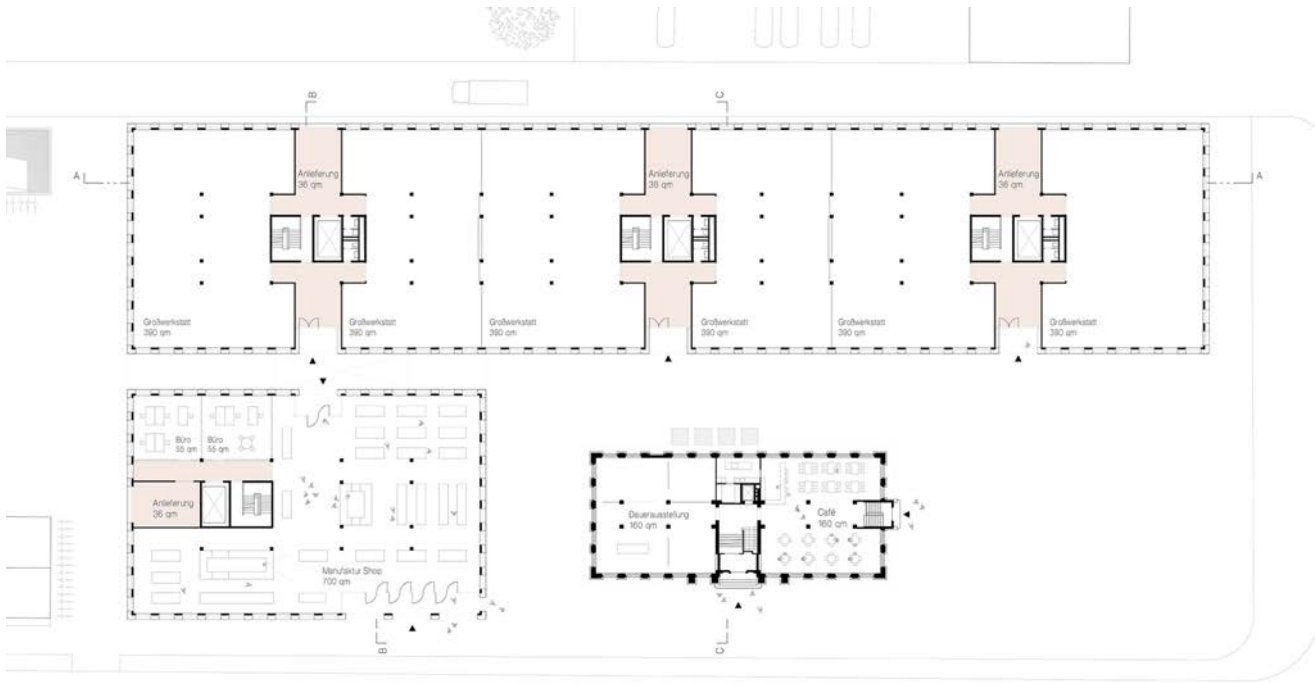 B
C
A
A
Anlieferung
36 qm
Anlieferung
36 qm
Anlieferung
36 qm
Großwerkstatt
390 qm
Großwerkstatt
390 qm
Großwerkstatt
390 qm
Großwerkstatt
390 qm
Großwerkstatt
390 qm
Großwerkstatt
390 qm
Büro
55 qm
Büro
55 qm
Anlieferung
36 qm
Manufaktur Shop
700 qm
Dauerausstellung
160 qm
Café
160 qm
B
C